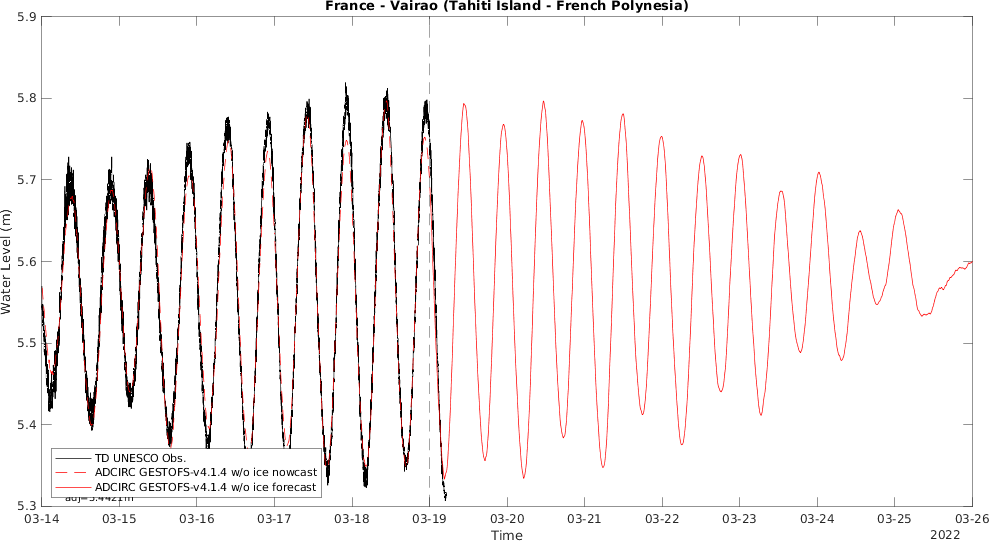 France - Vairao (Tahiti Island - French Polynesia)
5.9
5.8
5.7
5.6
5.5
5.4
5.3
Water Level (m)
TD UNESCO Obs.
ADCIRC GESTOFS-v4.1.4 w/o ice nowcast
ADCIRC GESTOFS-v4.1.4 w/o ice forecast
03-14 03-15 03-16 03-17 03-18 03-19 03-20 03-21 03-22 03-23 03-24 03-25 03-26
Time
2022